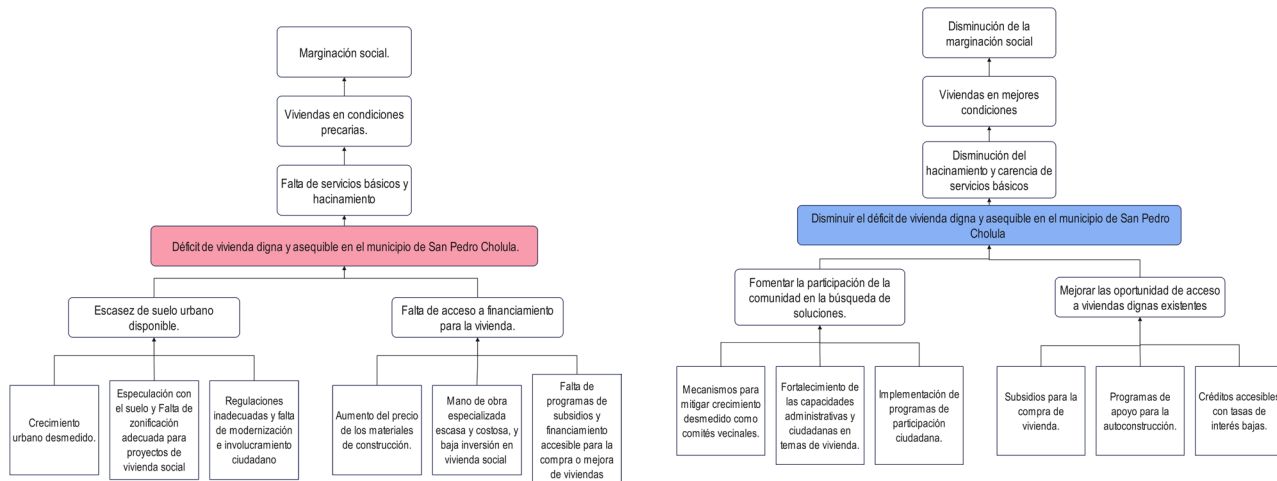 Marginación social.
Viviendas en condiciones
precarias.
Falta de servicios básicos y
hacinamiento
Déficit de vivienda digna y asequible en el municipio de San Pedro Cholula.
Escasez de suelo urbano
disponible.
Falta de acceso a financiamiento
para la vivienda.
Crecimiento
urbano desmedido.
Especulación con
el suelo y Falta de
zonificación
adecuada para
proyectos de
vivienda social
Regulaciones
inadecuadas y falta
de modernización
e involucramiento
ciudadano
Aumento del precio
de los materiales
de construcción.
Mano de obra
especializada
escasa y costosa, y
baja inversión en
vivienda social
Falta de
programas de
subsidios y
financiamiento
accesible para la
compra o mejora
de viviendas
Disminución de la
marginación social
Viviendas en mejores
condiciones
Disminución del
hacinamiento y carencia de
servicios básicos
Disminuir el déficit de vivienda digna y asequible en el municipio de San Pedro
Cholula
Fomentar la participación de la
comunidad en la búsqueda de
soluciones.
Mejorar las oportunidad de acceso
a viviendas dignas existentes
Mecanismos para
mitigar crecimiento
desmedido como
comités vecinales.
Fortalecimiento de
las capacidades
administrativas y
ciudadanas en
temas de vivienda.
Implementación de
programas de
participación
ciudadana.
Subsidios para la
compra de
vivienda.
Programas de
apoyo para la
autoconstrucción.
Créditos accesibles
con tasas de
interés bajas.